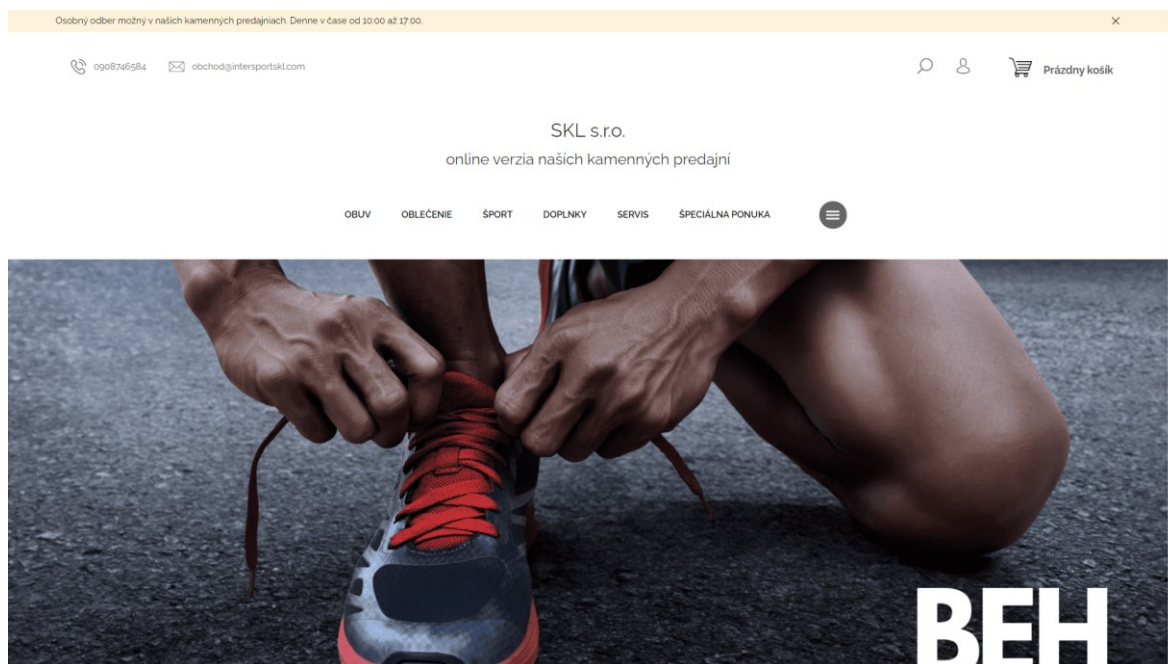 Osobný odber možný v našich kamenných predajniach. Denne v čase od 10:00 až 17:00.
0908746584 obchod@intersportskl.com Prázdny košík
SKL s.r.o.
online verzia naších kamenných predajní
OBUV OBLEČENIE ŠPORT DOPLNKY SERVIS ŠPECIÁLNA PONUKA
BEH